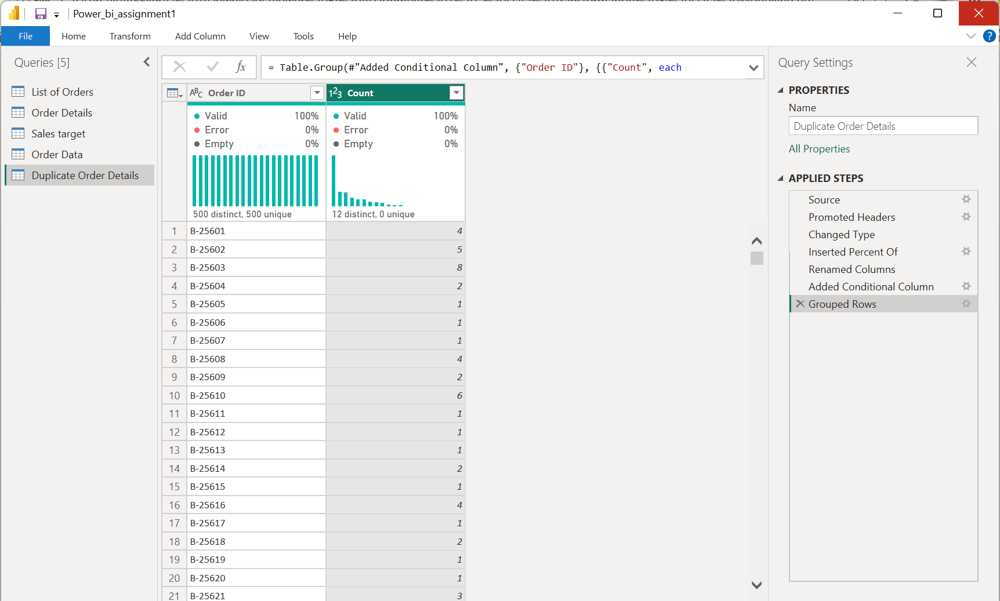 Power_bi_assignment1
File Home Transform Add Column View Tools Help
Queries [5]
List of Orders
Order Details
Sales target
Order Data
Duplicate Order Details
fx = Table.Group(#"Added Conditional Column", {"Order ID"}, {{"Count", each
ABC Order ID 123 Count
Valid 100% Valid 100%
Error 0% Error 0%
Empty 0% Empty 0%
500 distinct, 500 unique 12 distinct, 0 unique
1 B-25601 4
2 B-25602 5
3 B-25603 8
4 B-25604 2
5 B-25605 1
6 B-25606 1
7 B-25607 1
8 B-25608 4
9 B-25609 2
10 B-25610 6
11 B-25611 1
12 B-25612 1
13 B-25613 1
14 B-25614 2
15 B-25615 1
16 B-25616 4
17 B-25617 1
18 B-25618 2
19 B-25619 1
20 B-25620 1
21 B-25621 3
Query Settings
PROPERTIES
Name
Duplicate Order Details
All Properties
APPLIED STEPS
Source
Promoted Headers
Changed Type
Inserted Percent Of
Renamed Columns
Added Conditional Column
Grouped Rows